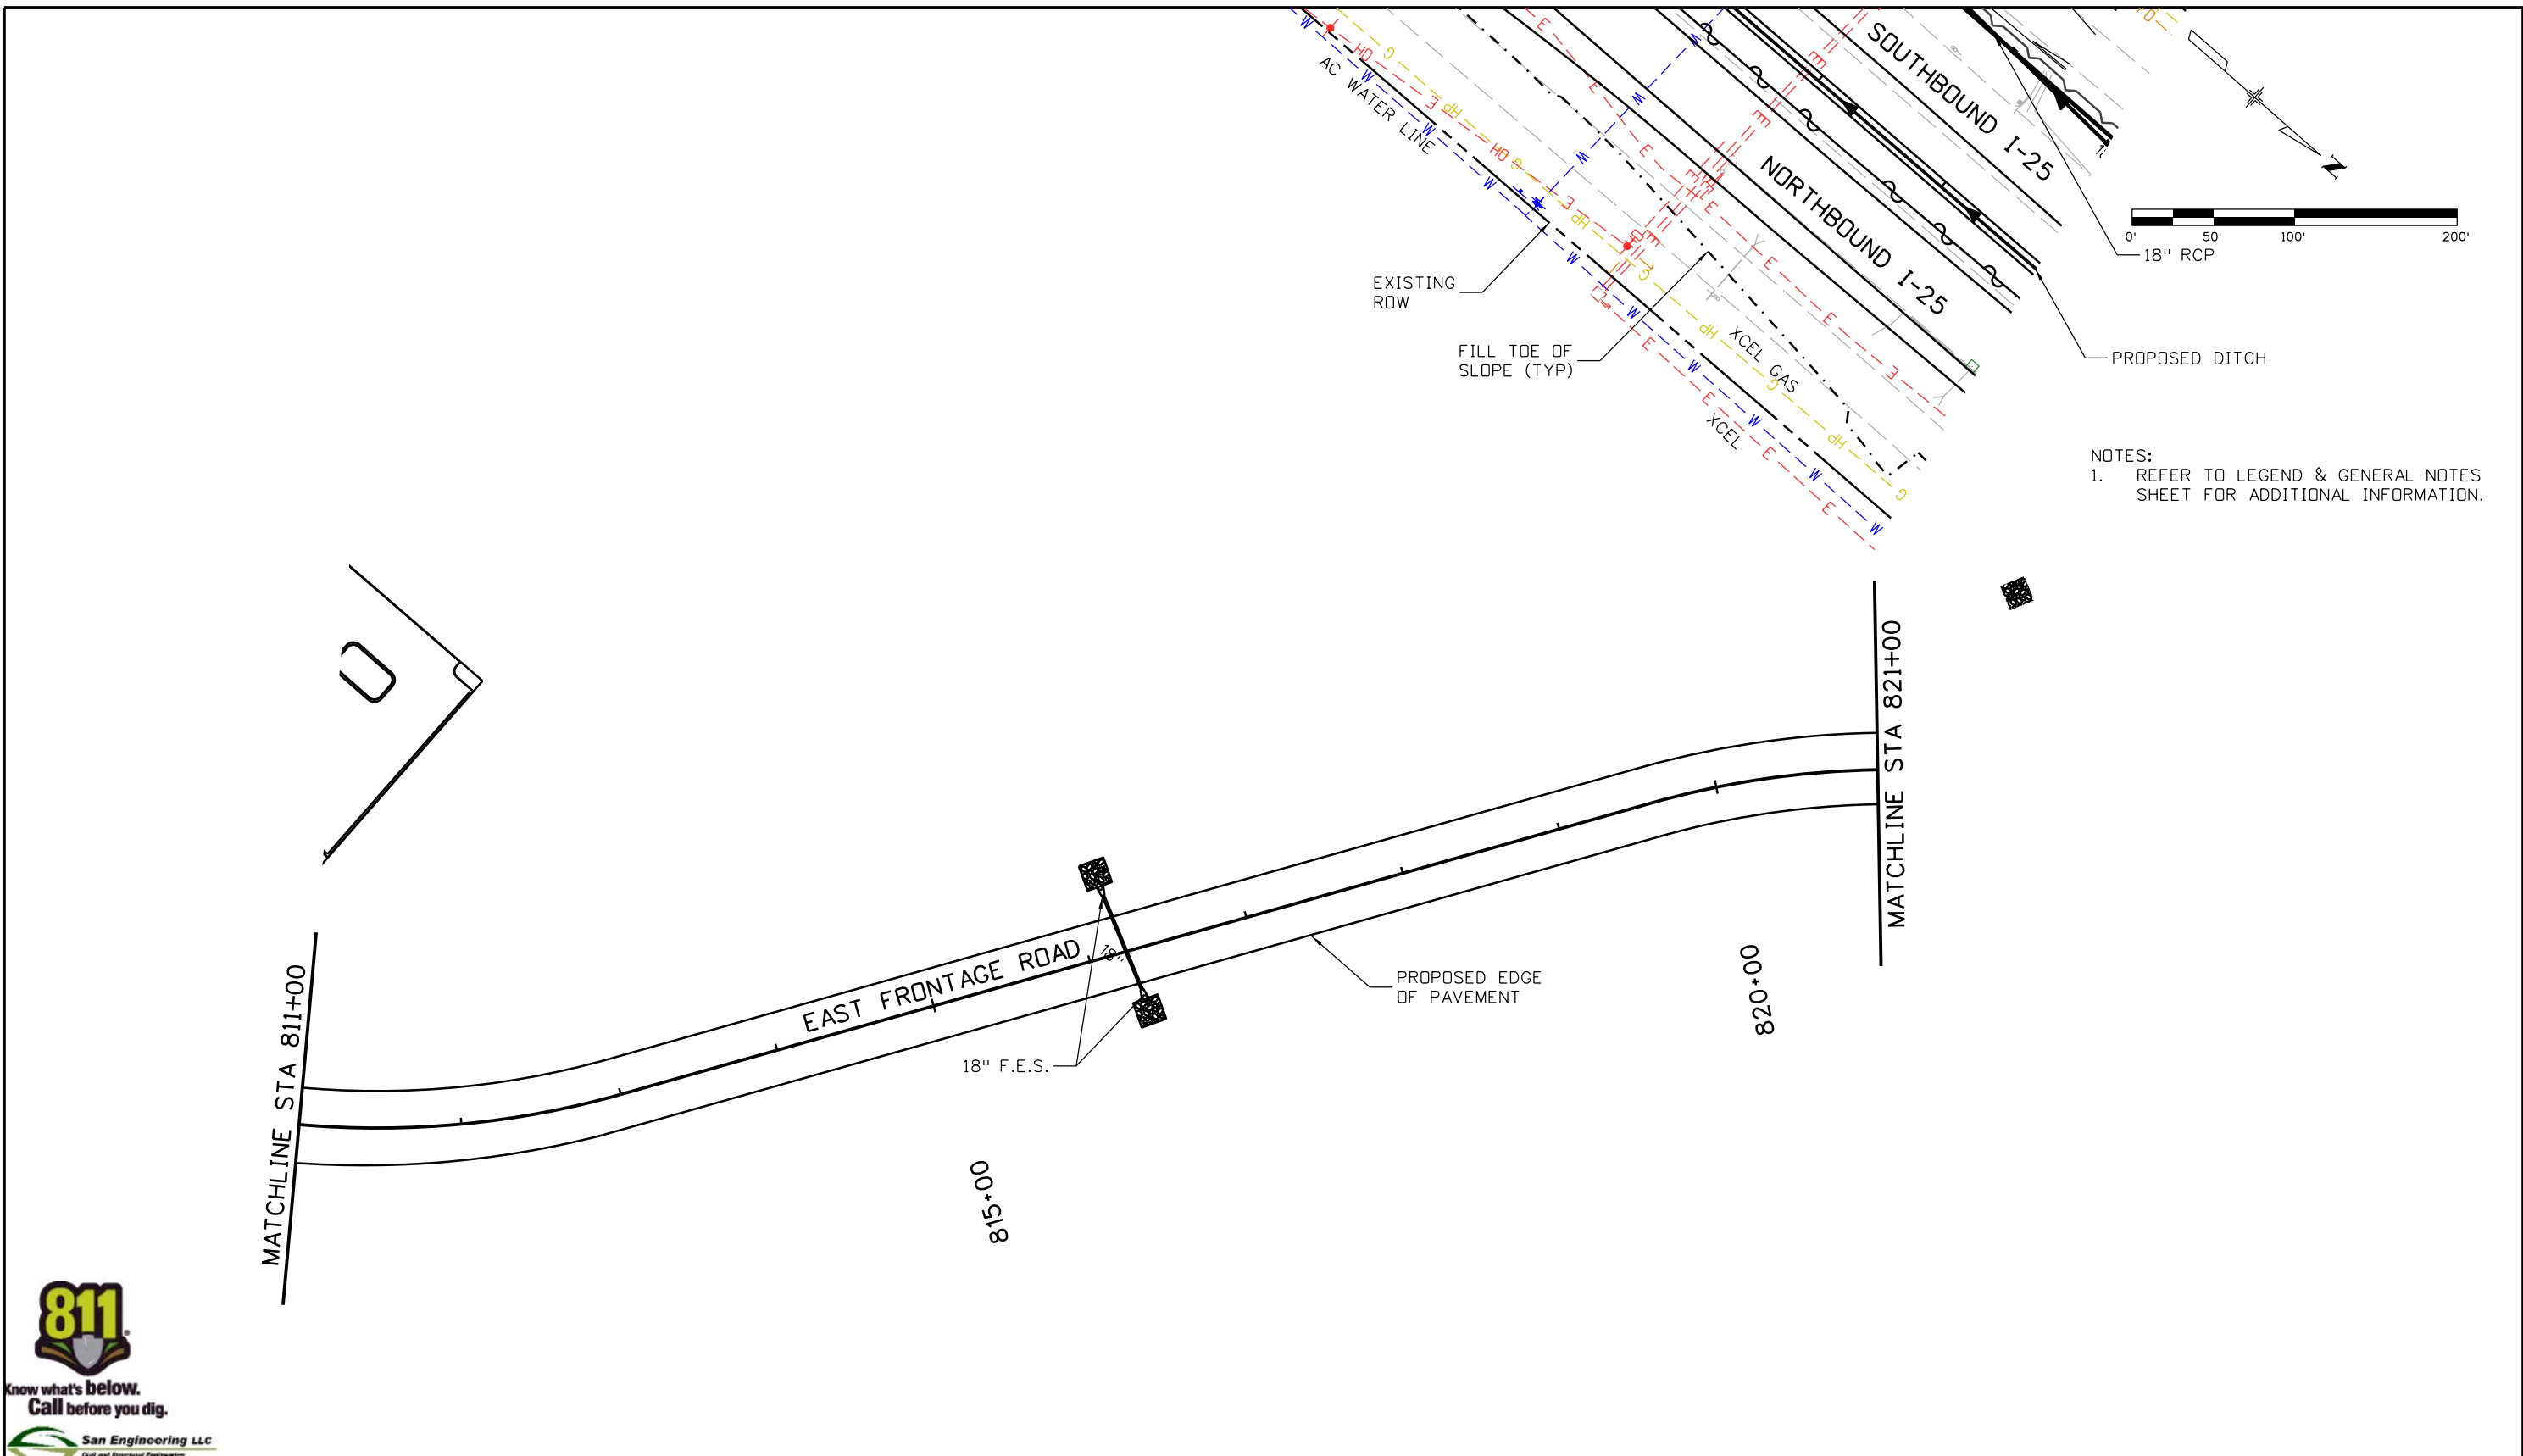 SOUTHBOUND I-25
NORTHBOUND I-25
AC WATER LINE
N
0' 50' 100' 200'
18" RCP
EXISTING
ROW
FILL TOE OF
SLOPE (TYP)
XCEL GAS
XCEL
PROPOSED DITCH
NOTES:
1. REFER TO LEGEND & GENERAL NOTES
SHEET FOR ADDITIONAL INFORMATION.
MATCHLINE STA 821+00
MATCHLINE STA 811+00
EAST FRONTAGE ROAD
18"
18" F.E.S.
PROPOSED EDGE
OF PAVEMENT
820+00
815+00
811
Know what's below.
Call before you dig.
San Engineering LLC